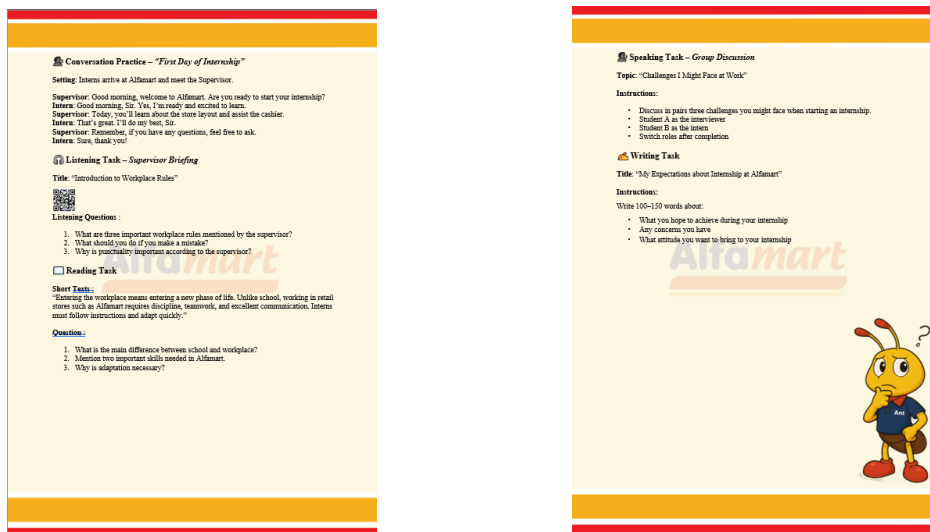 Conversation Practice – “First Day of Internship”
Setting: Interns arrive at Alfamart and meet the Supervisor.
Supervisor: Good morning, welcome to Alfamart. Are you ready to start your internship?
Intern: Good morning, Sir. Yes, I’m ready and excited to learn.
Supervisor: Today, you’ll learn about the store layout and assist the cashier.
Intern: That’s great. I’ll do my best, Sir.
Supervisor: Remember, if you have any questions, feel free to ask.
Intern: Sure, thank you!
Listening Task – Supervisor Briefing
Title: “Introduction to Workplace Rules”
Listening Questions :
1. What are three important workplace rules mentioned by the supervisor?
2. What should you do if you make a mistake?
3. Why is punctuality important according to the supervisor?
Alfamart
Reading Task
Short Texts :
“Entering the workplace means entering a new phase of life. Unlike school, working in retail
stores such as Alfamart requires discipline, teamwork, and excellent communication. Interns
must follow instructions and adapt quickly.”
Question :
1. What is the main difference between school and workplace?
2. Mention two important skills needed in Alfamart.
3. Why is adaptation necessary?
Speaking Task – Group Discussion
Topic: “Challenges I Might Face at Work”
Instructions:
• Discuss in pairs three challenges you might face when starting an internship.
• Student A as the interviewer
• Student B as the intern
• Switch roles after completion
Writing Task
Title: “My Expectations about Internship at Alfamart”
Instructions:
Write 100–150 words about:
• What you hope to achieve during your internship
• Any concerns you have
• What attitude you want to bring to your internship
Alfamart
?
Ant